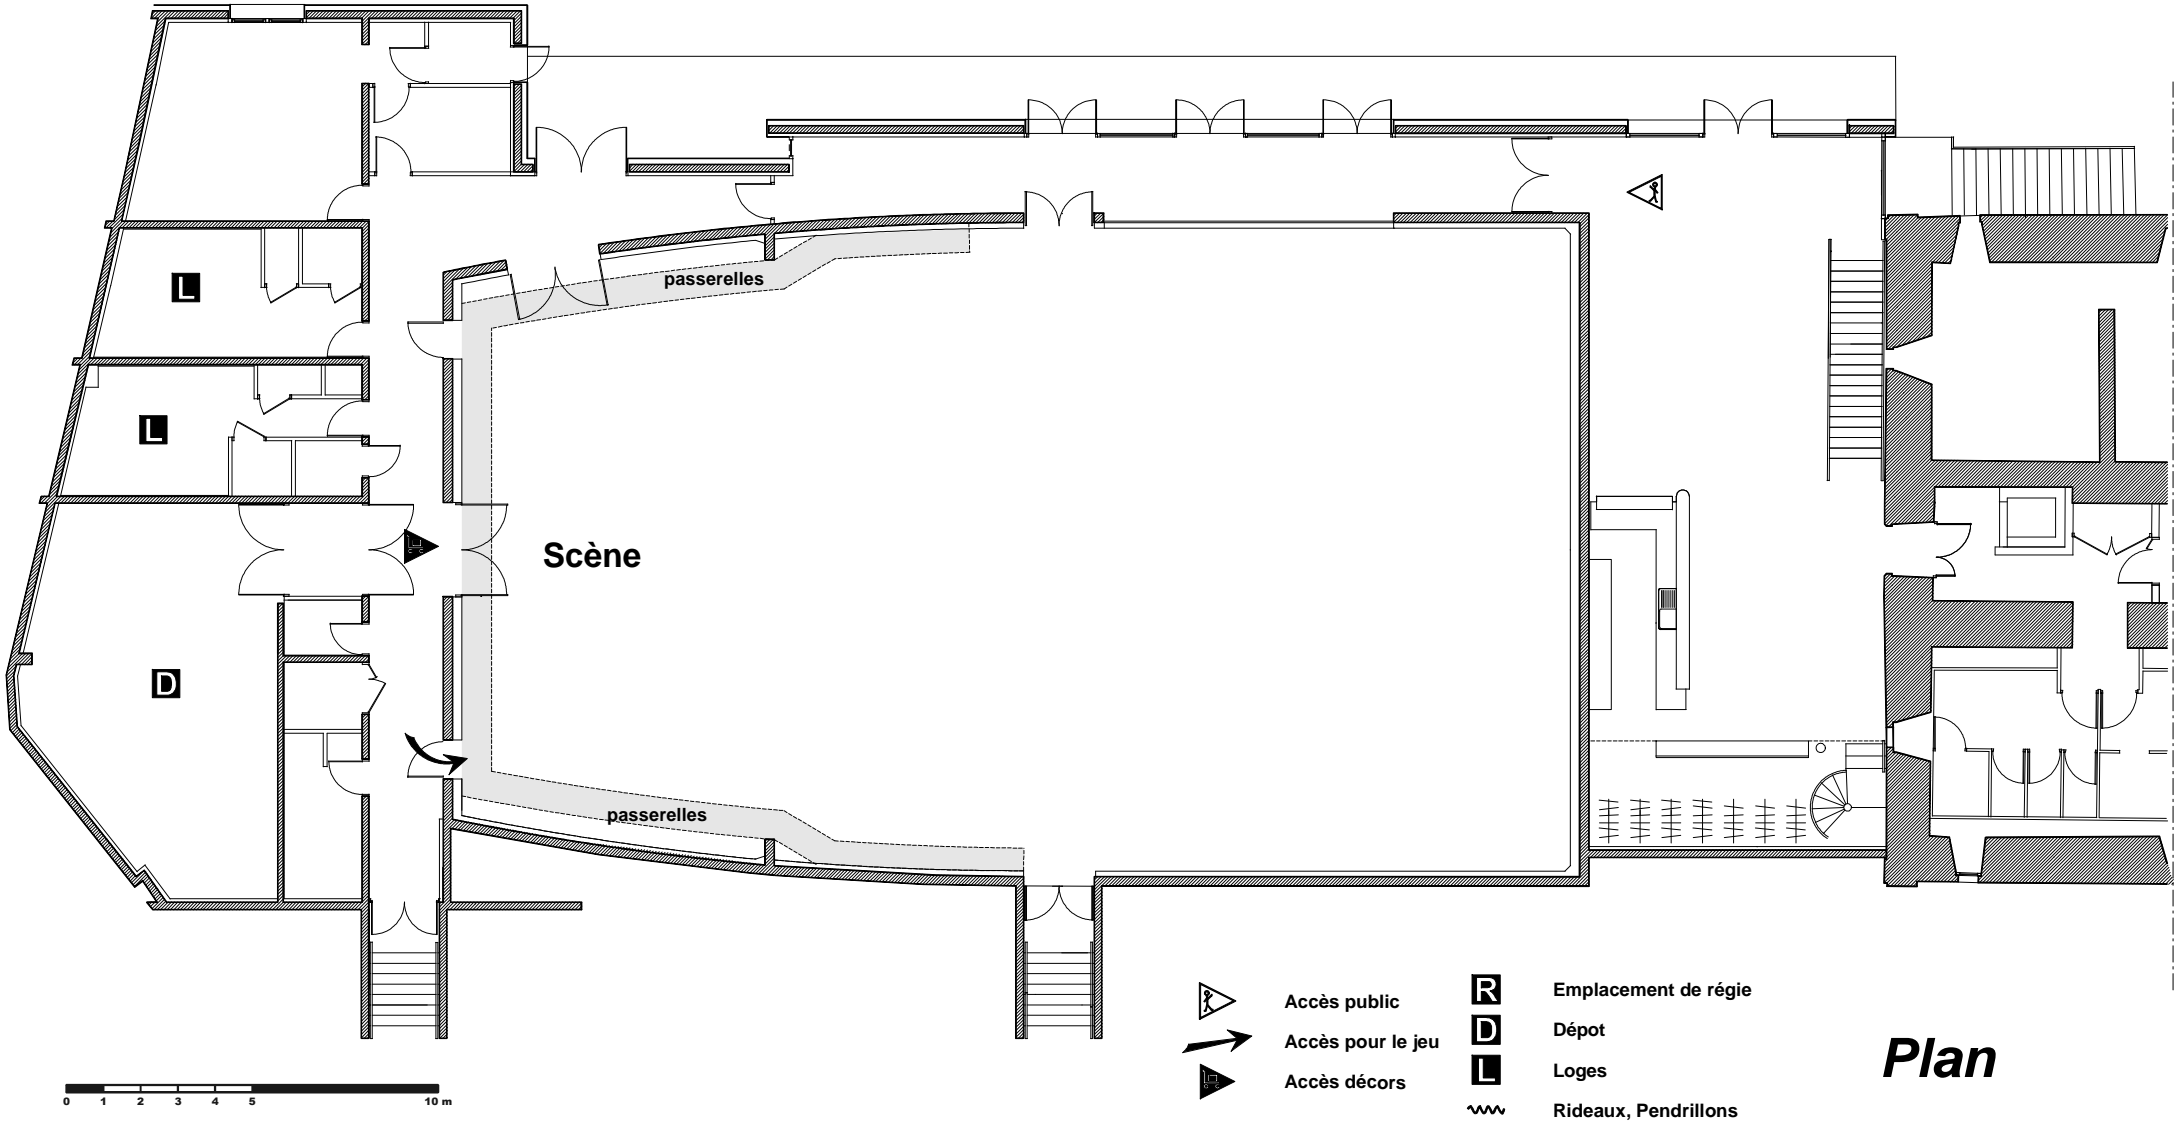 passerelles
L
L
Scène
D
passerelles
Accès public
Accès pour le jeu
Accès décors
R Emplacement de régie
D Dépot
L Loges
Rideaux, Pendrillons
Plan
0 1 2 3 4 5 10 m